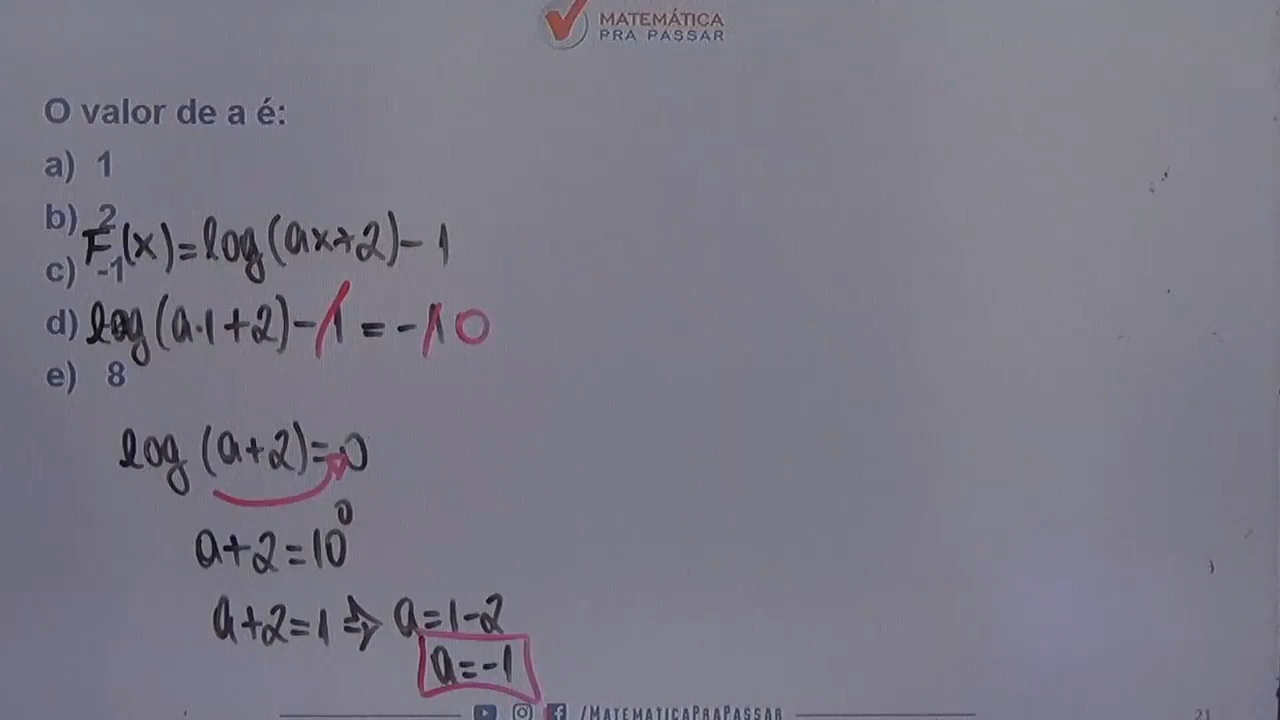 MATEMÁTICA
PRA PASSAR
O valor de a é:
a) 1
b) 2
F(x)=log(ax+2)-1
c) -1
d) log(a·1+2)-1=-1 0
e) 8
log(a+2)=0
a+2=10⁰
a+2=1⇒ a=1-2
a=-1
/MATEMATICAPRAPASSAR
21